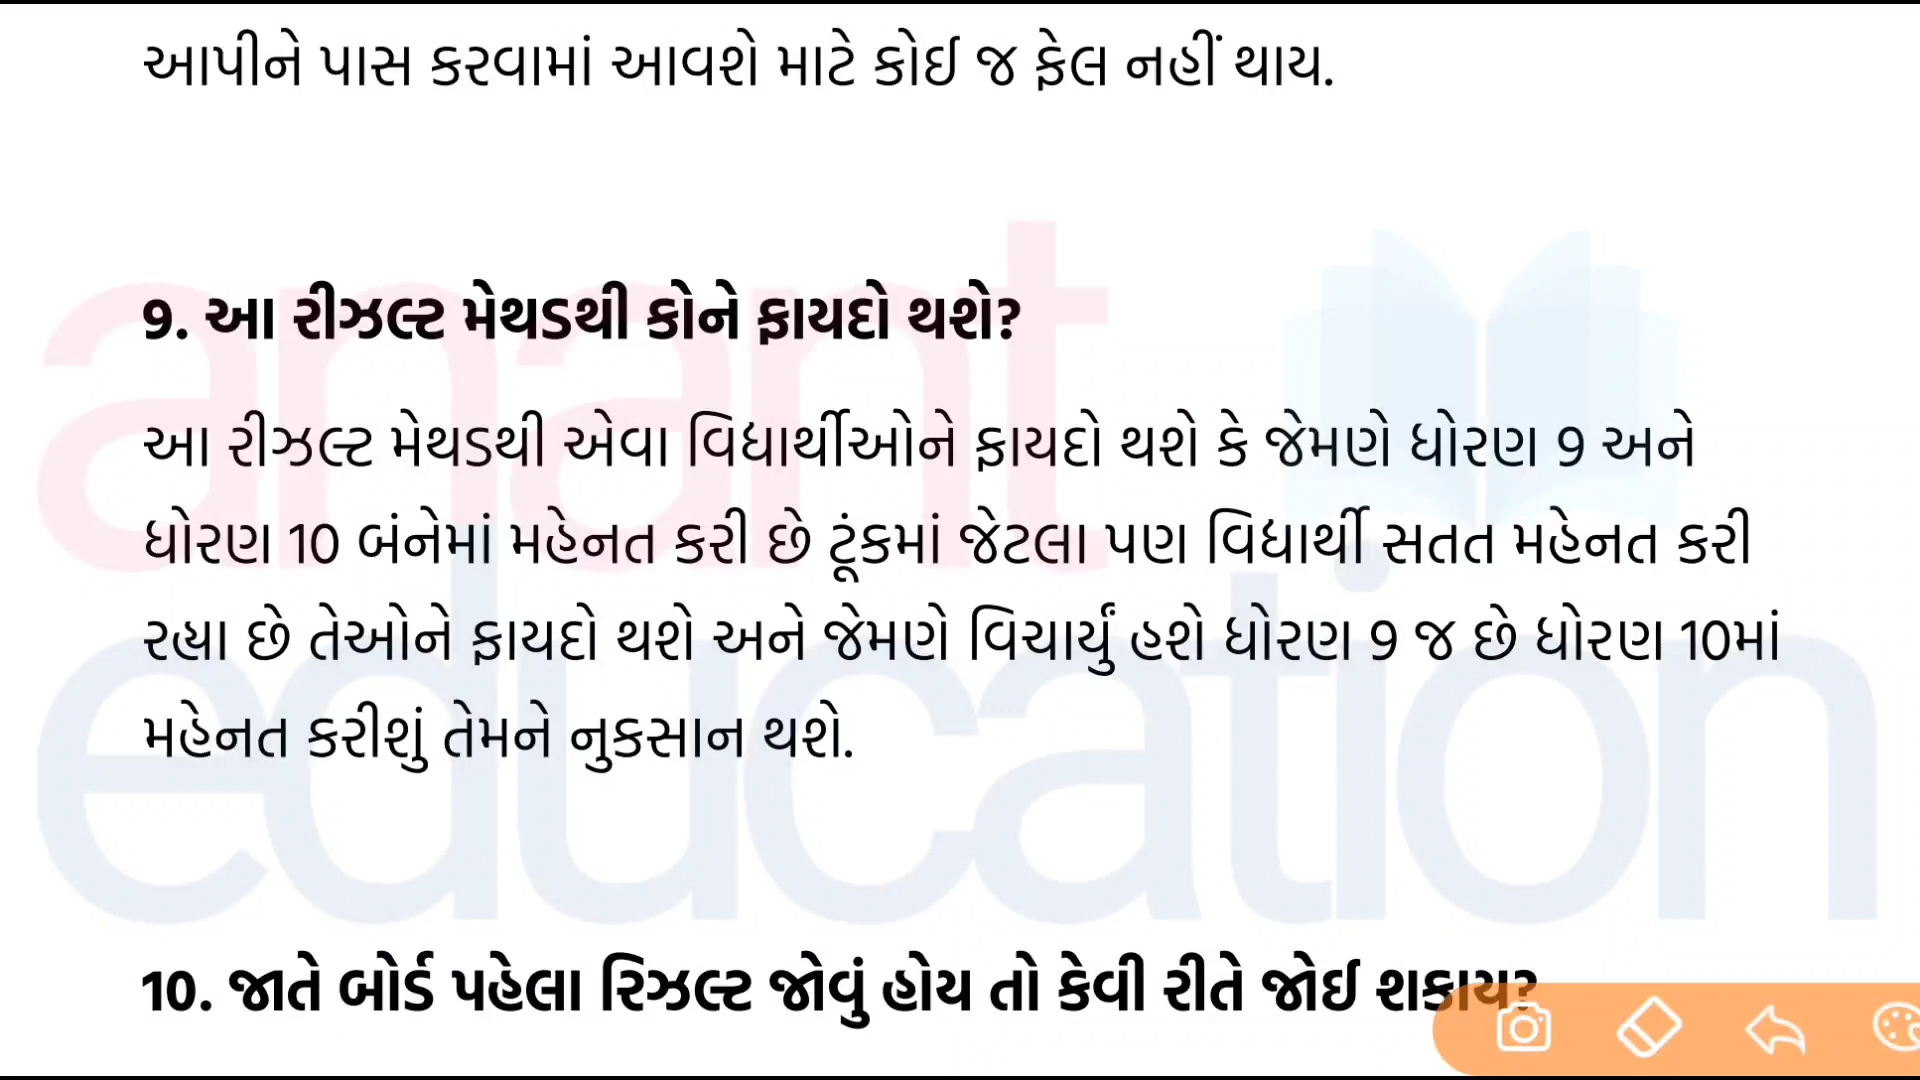 આપીને પાસ કરવામાં આવશે માટે કોઈ જ ફેલ નહીં થાય.
9. આ રીઝલ્ટ મેથડથી કોને ફાયદો થશે?
આ રીઝલ્ટ મેથડથી એવા વિદ્યાર્થીઓને ફાયદો થશે કે જેમણે ધોરણ 9 અને
ધોરણ 10 બંનેમાં મહેનત કરી છે ટૂંકમાં જેટલા પણ વિદ્યાર્થી સતત મહેનત કરી
રહ્યા છે તેઓને ફાયદો થશે અને જેમણે વિચાર્યું હશે ધોરણ 9 જ છે ધોરણ 10માં
મહેનત કરીશું તેમને નુકસાન થશે.
10. જાતે બોર્ડ પહેલા રિઝલ્ટ જોવું હોય તો કેવી રીતે જોઈ શકાય?
anant
education